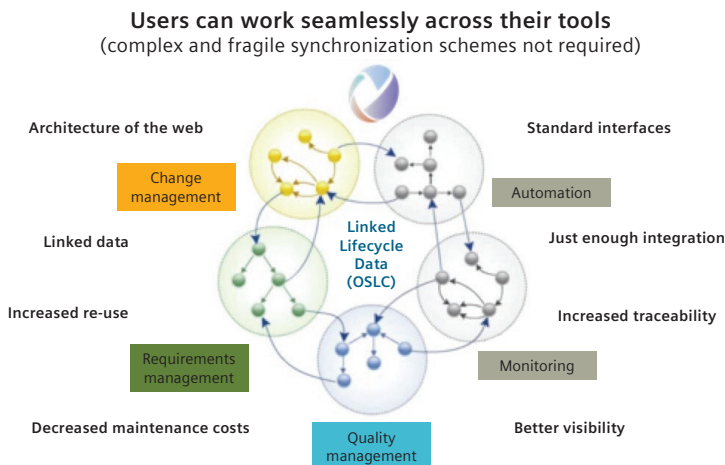 Users can work seamlessly across their tools
(complex and fragile synchronization schemes not required)
Architecture of the web
Standard interfaces
Change
management
Automation
Linked data
Linked
Lifecycle
Data
(OSLC)
Just enough integration
Increased re-use
Increased traceability
Requirements
management
Monitoring
Decreased maintenance costs
Quality
management
Better visibility